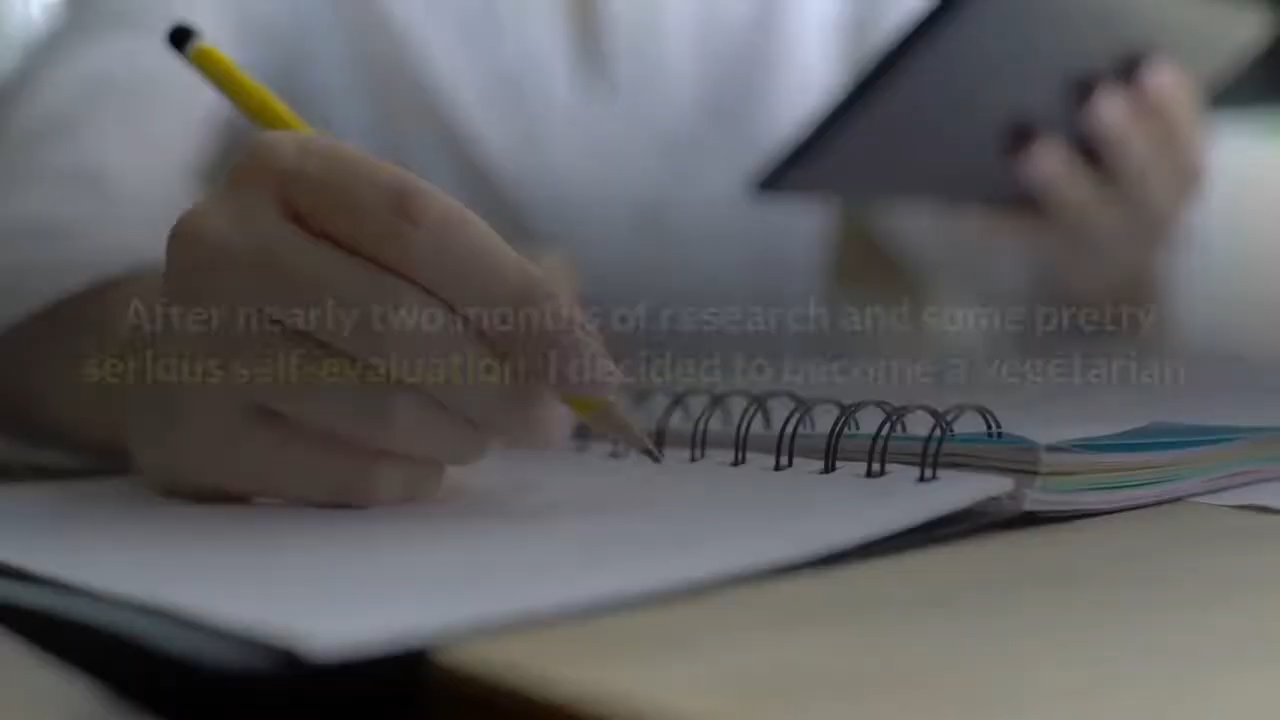 After nearly two months of research and some pretty
serious self-evaluation, I decided to become a vegetarian